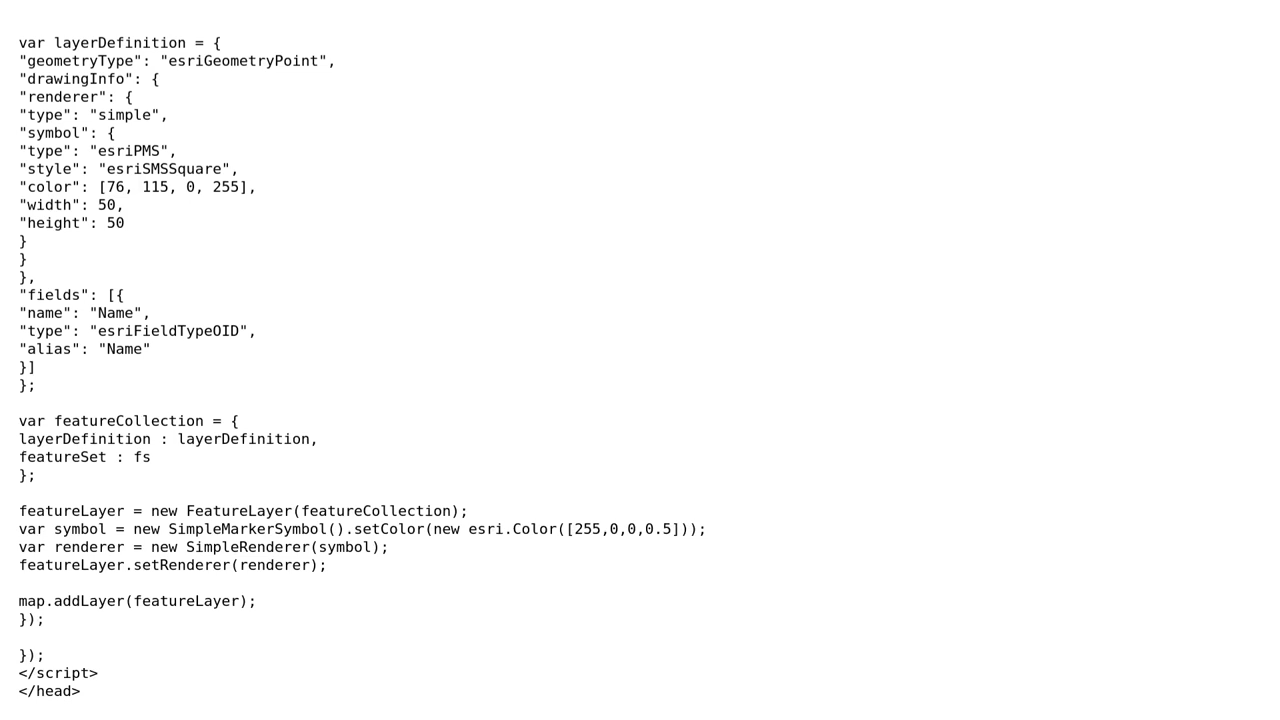 var layerDefinition = {
"geometryType": "esriGeometryPoint",
"drawingInfo": {
"renderer": {
"type": "simple",
"symbol": {
"type": "esriPMS",
"style": "esriSMSSquare",
"color": [76, 115, 0, 255],
"width": 50,
"height": 50
}
}
},
"fields": [{
"name": "Name",
"type": "esriFieldTypeOID",
"alias": "Name"
}]
};

var featureCollection = {
layerDefinition : layerDefinition,
featureSet : fs
};

featureLayer = new FeatureLayer(featureCollection);
var symbol = new SimpleMarkerSymbol().setColor(new esri.Color([255,0,0,0.5]));
var renderer = new SimpleRenderer(symbol);
featureLayer.setRenderer(renderer);

map.addLayer(featureLayer);
});

});
</script>
</head>